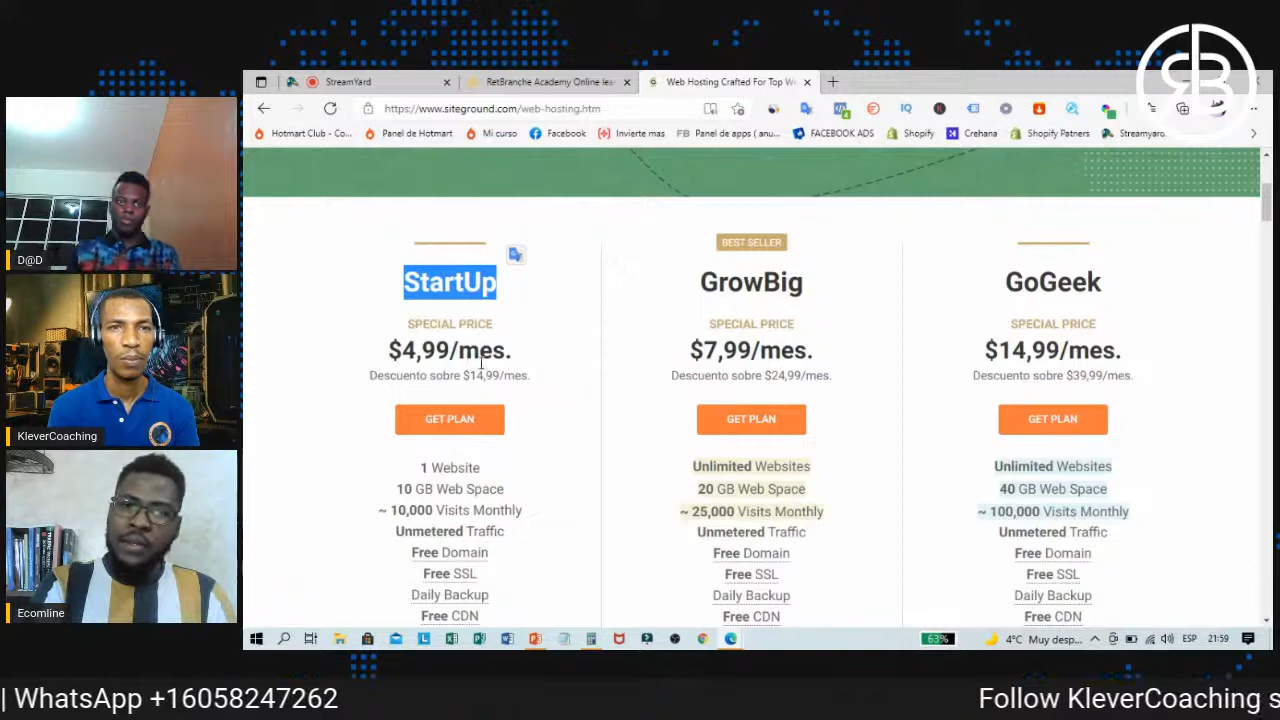 StreamYard
RetBranche Academy Online lea
Web Hosting Crafted For Top W
https://www.siteground.com/web-hosting.htm
Hotmart Club - Co...
Panel de Hotmart
Mi curso
Facebook
Invierte mas
Panel de apps ( anu...
FACEBOOK ADS
Shopify
Crehana
Shopify Patners
Streamyard
D@D
KleverCoaching
Ecomline
BEST SELLER
StartUp
GrowBig
GoGeek
SPECIAL PRICE
SPECIAL PRICE
SPECIAL PRICE
$4,99/mes.
$7,99/mes.
$14,99/mes.
Descuento sobre $14,99/mes.
Descuento sobre $24,99/mes.
Descuento sobre $39,99/mes.
GET PLAN
GET PLAN
GET PLAN
1 Website
Unlimited Websites
Unlimited Websites
10 GB Web Space
20 GB Web Space
40 GB Web Space
~ 10,000 Visits Monthly
~ 25,000 Visits Monthly
~ 100,000 Visits Monthly
Unmetered Traffic
Unmetered Traffic
Unmetered Traffic
Free Domain
Free Domain
Free Domain
Free SSL
Free SSL
Free SSL
Daily Backup
Daily Backup
Daily Backup
Free CDN
Free CDN
Free CDN
63%
4°C Muy desp...
ESP
21:59
| WhatsApp +16058247262
Follow KleverCoaching s